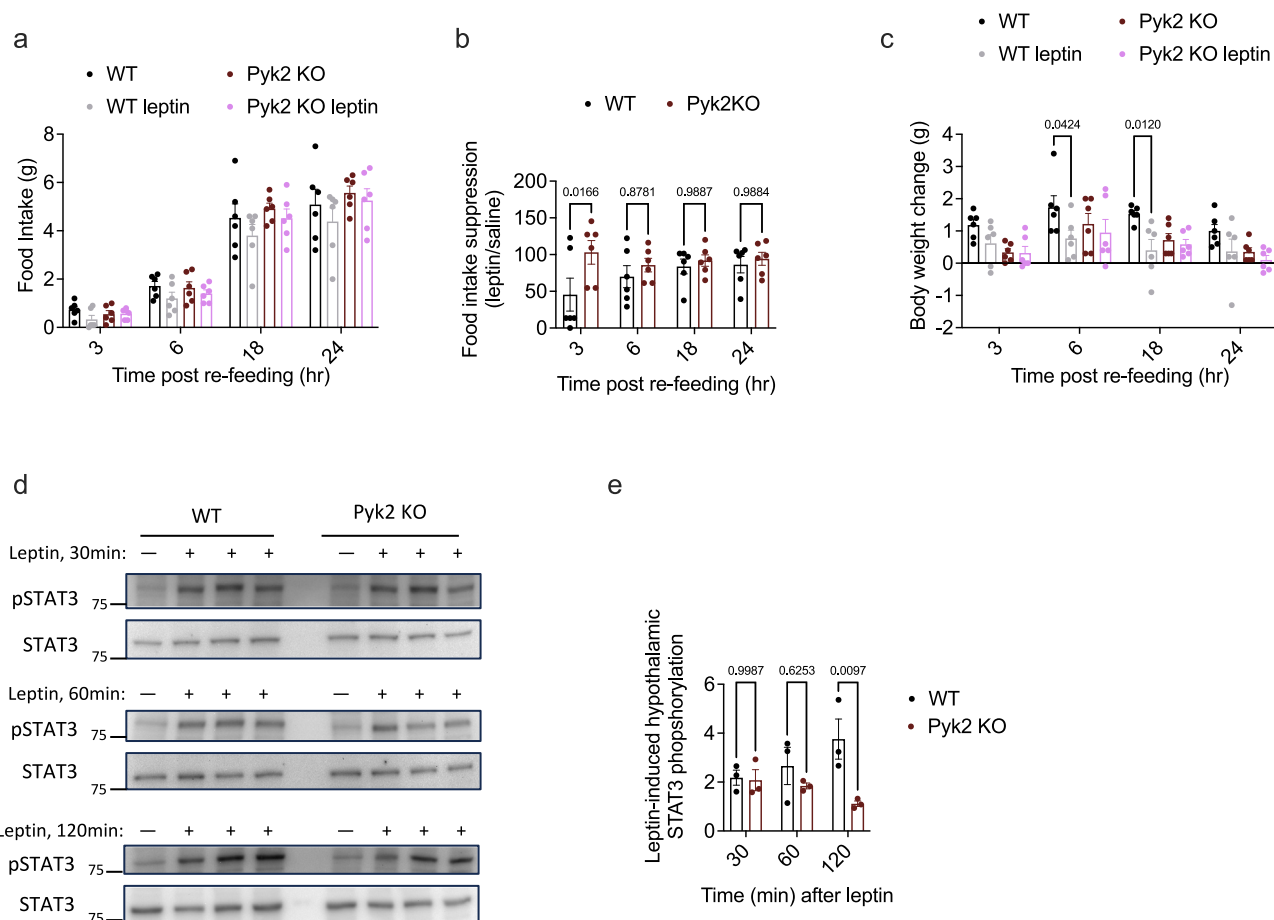 a
WT
Pyk2 KO
WT leptin
Pyk2 KO leptin
Food Intake (g)
8
6
4
2
0
3
6
18
24
Time post re-feeding (hr)
b
WT
Pyk2KO
Food intake suppression
(leptin/saline)
200
150
100
50
0
0.0166
0.8781
0.9887
0.9884
3
6
18
24
Time post re-feeding (hr)
c
WT
Pyk2 KO
WT leptin
Pyk2 KO leptin
Body weight change (g)
4
3
2
1
0
-1
-2
0.0424
0.0120
3
6
18
24
Time post re-feeding (hr)
d
WT
Pyk2 KO
Leptin, 30min: — + + + — + + +
pSTAT3
75
STAT3
75
Leptin, 60min: — + + + — + + +
pSTAT3
75
STAT3
75
Leptin, 120min: — + + + — + + +
pSTAT3
75
STAT3
75
e
Leptin-induced hypothalamic
STAT3 phopshorylation
6
4
2
0
0.9987
0.6253
0.0097
30
60
120
Time (min) after leptin
WT
Pyk2 KO